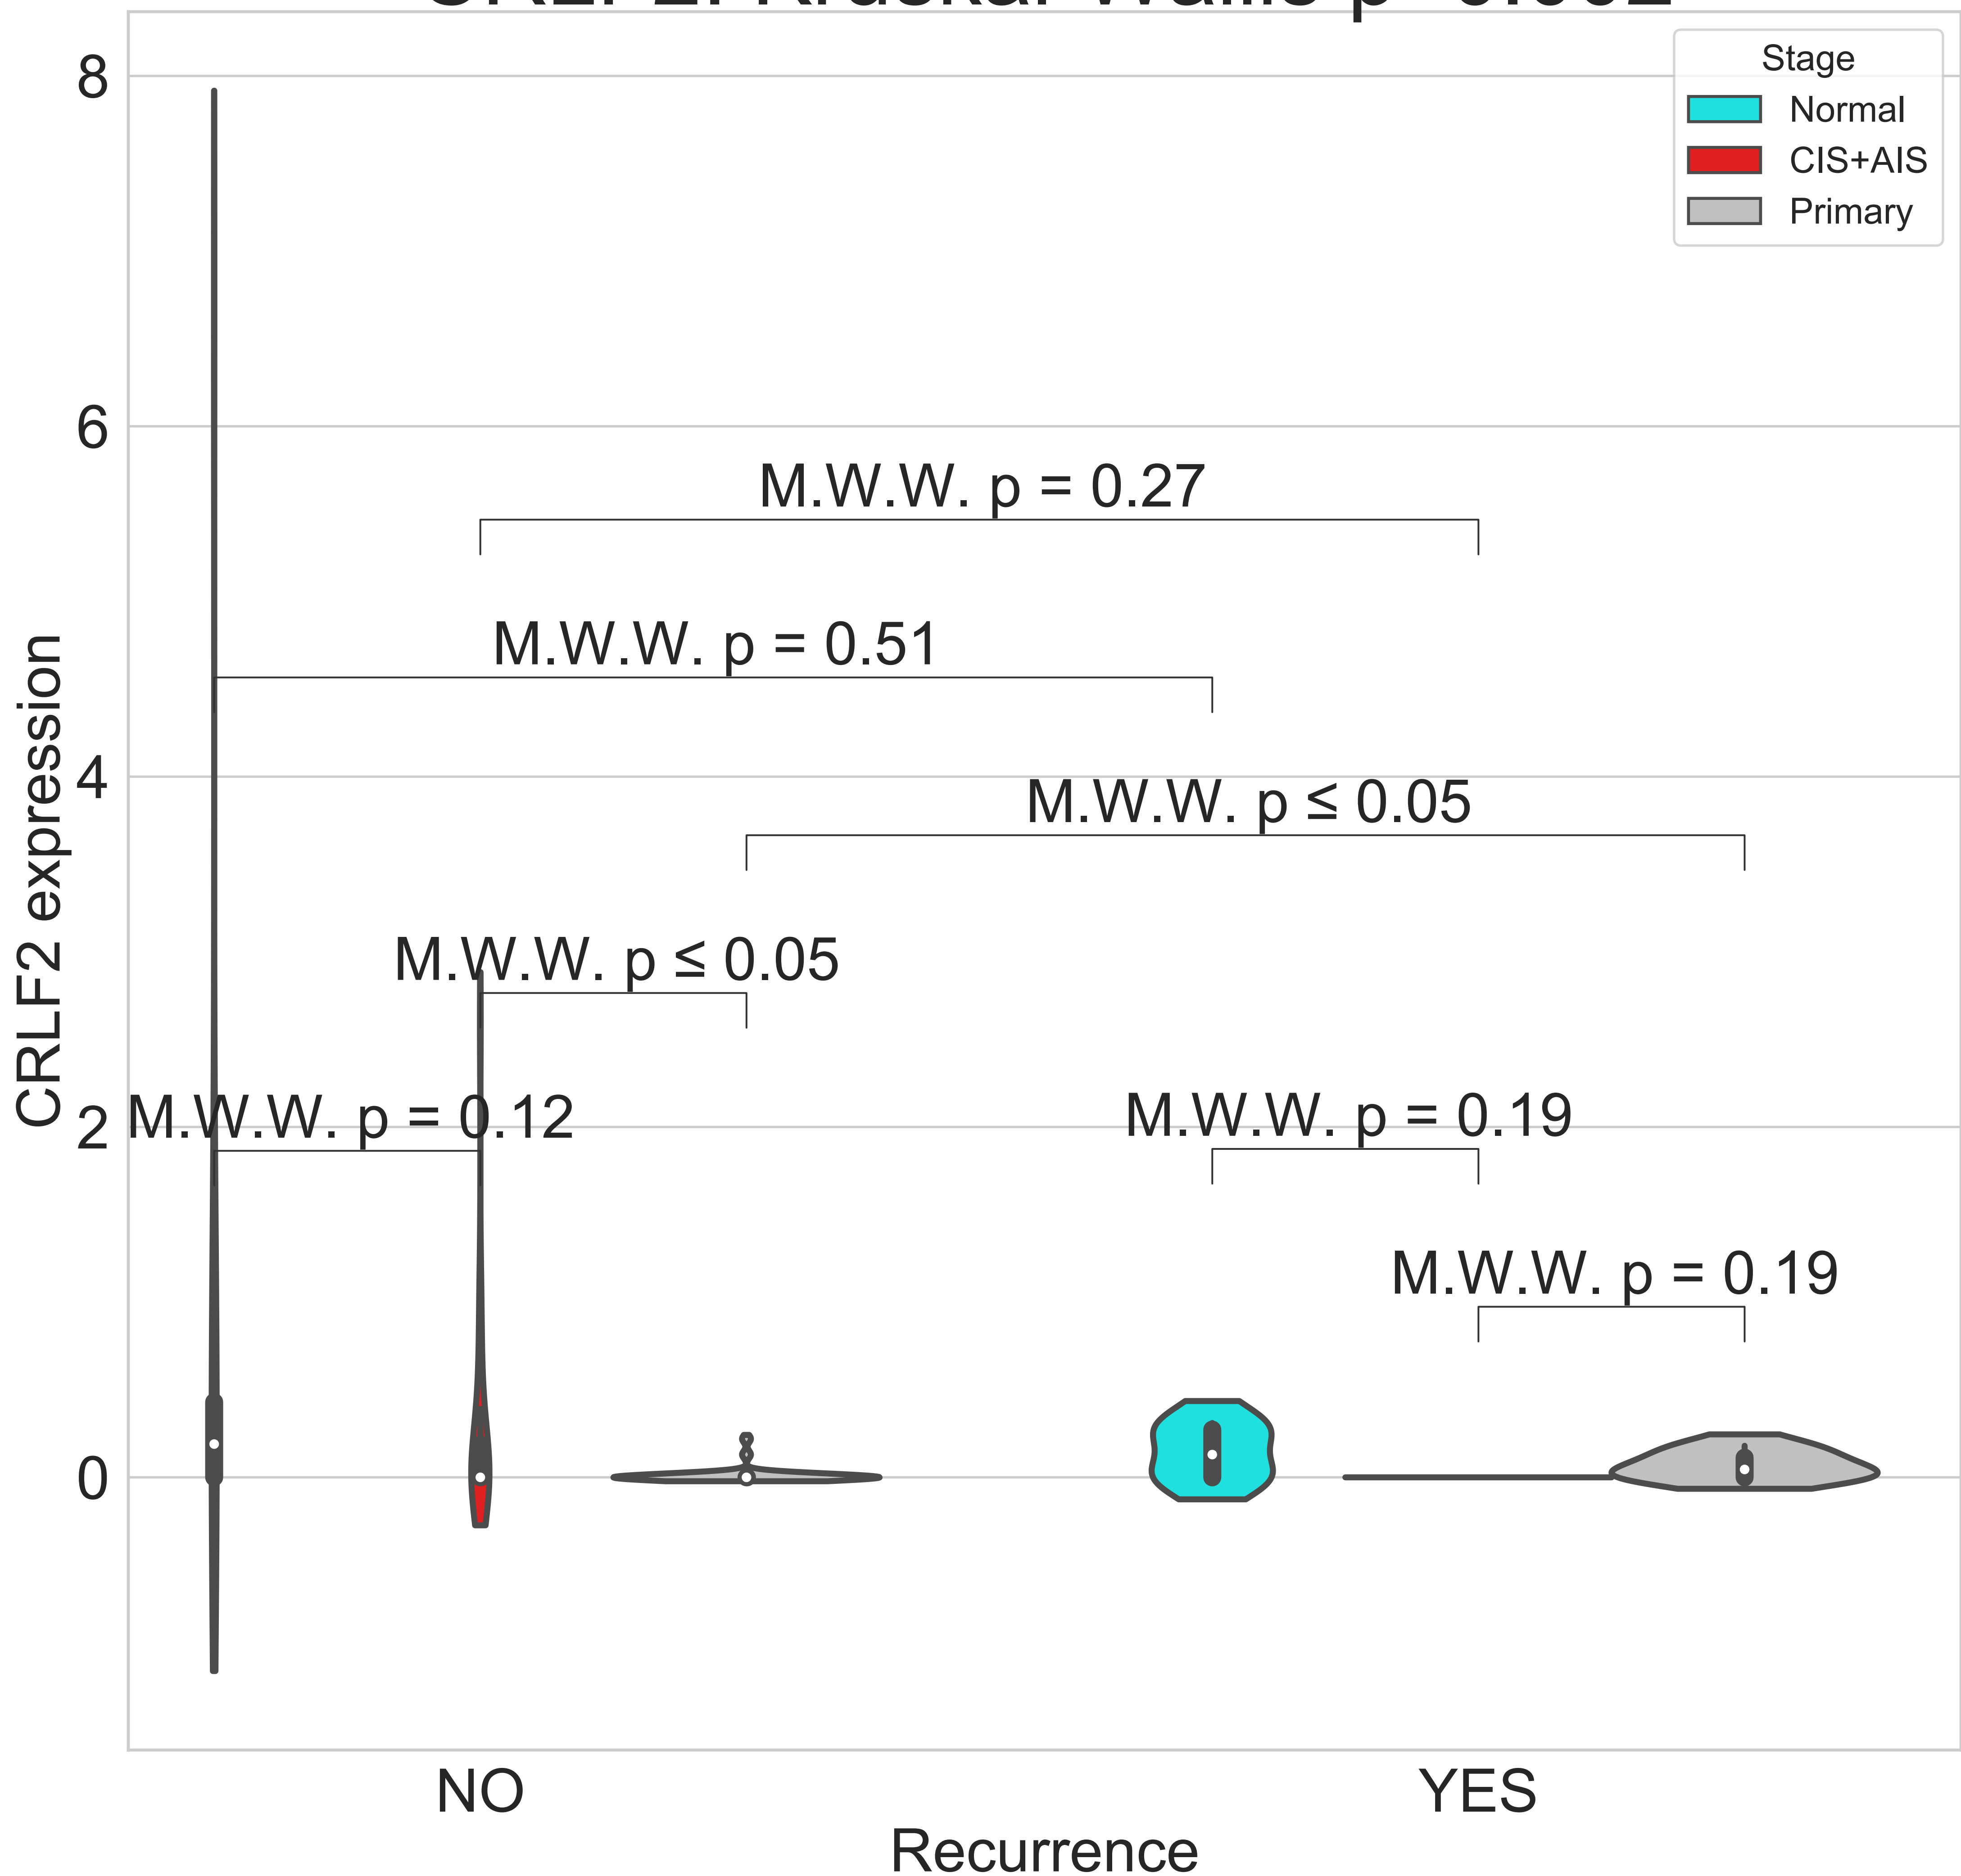 8
6
4
2
0
CRLF2 expression
Stage
Normal
CIS+AIS
Primary
M.W.W. p = 0.27
M.W.W. p = 0.51
M.W.W. p ≤ 0.05
M.W.W. p ≤ 0.05
M.W.W. p = 0.12
M.W.W. p = 0.19
M.W.W. p = 0.19
NO
YES
Recurrence